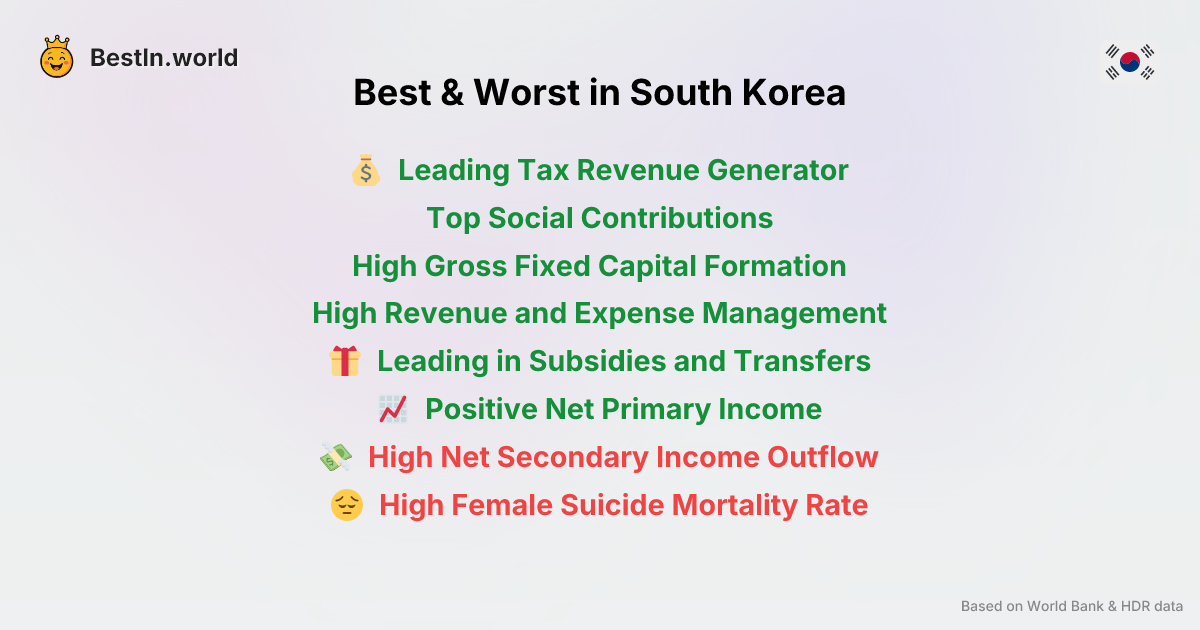 BestIn.world
Best & Worst in South Korea
Leading Tax Revenue Generator
Top Social Contributions
High Gross Fixed Capital Formation
High Revenue and Expense Management
Leading in Subsidies and Transfers
Positive Net Primary Income
High Net Secondary Income Outflow
High Female Suicide Mortality Rate
Based on World Bank & HDR data